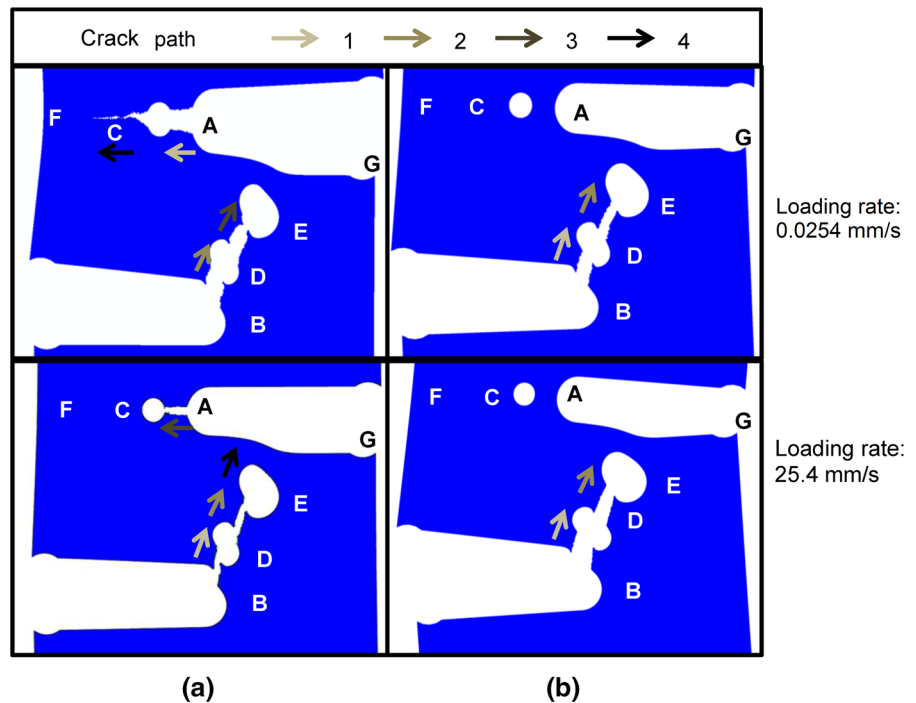 Crack path 1 2 3 4
F C A
G
E
D
B
F C A
G
E
D
B
Loading rate:
0.0254 mm/s
F C A
G
E
D
B
F C A
G
E
D
B
Loading rate:
25.4 mm/s
(a) (b)